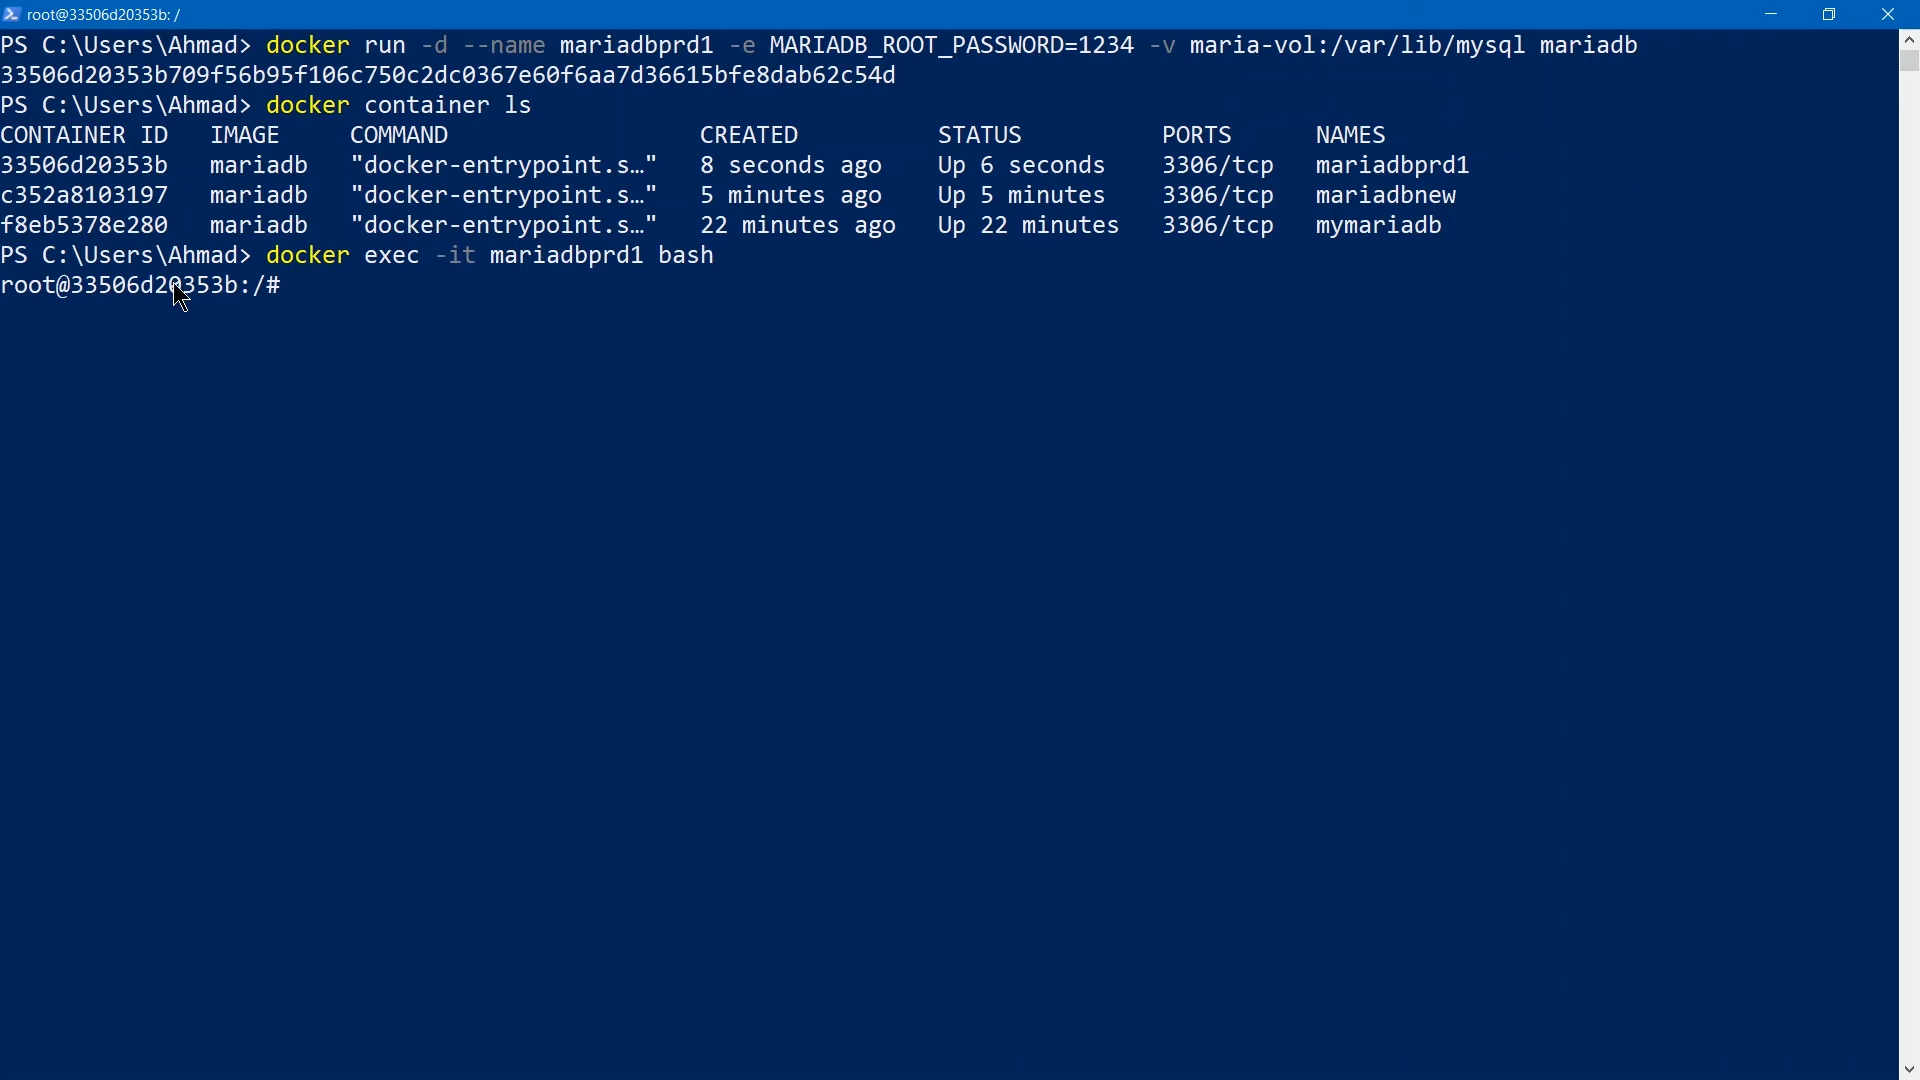 root@33506d20353b: /
PS C:\Users\Ahmad> docker run -d --name mariadbprd1 -e MARIADB_ROOT_PASSWORD=1234 -v maria-vol:/var/lib/mysql mariadb
33506d20353b709f56b95f106c750c2dc0367e60f6aa7d36615bfe8dab62c54d
PS C:\Users\Ahmad> docker container ls
CONTAINER ID   IMAGE     COMMAND                  CREATED          STATUS          PORTS      NAMES
33506d20353b   mariadb   "docker-entrypoint.s…"   8 seconds ago    Up 6 seconds    3306/tcp   mariadbprd1
c352a8103197   mariadb   "docker-entrypoint.s…"   5 minutes ago    Up 5 minutes    3306/tcp   mariadbnew
f8eb5378e280   mariadb   "docker-entrypoint.s…"   22 minutes ago   Up 22 minutes   3306/tcp   mymariadb
PS C:\Users\Ahmad> docker exec -it mariadbprd1 bash
root@33506d20353b:/#